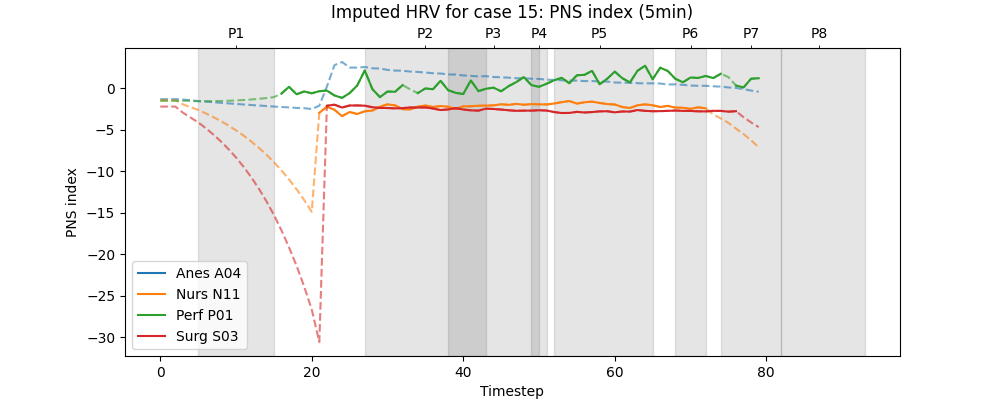 Imputed HRV for case 15: PNS index (5min)
P1 P2 P3 P4 P5 P6 P7 P8
PNS index
0
−5
−10
−15
−20
−25
−30
Anes A04
Nurs N11
Perf P01
Surg S03
0 20 40 60 80
Timestep